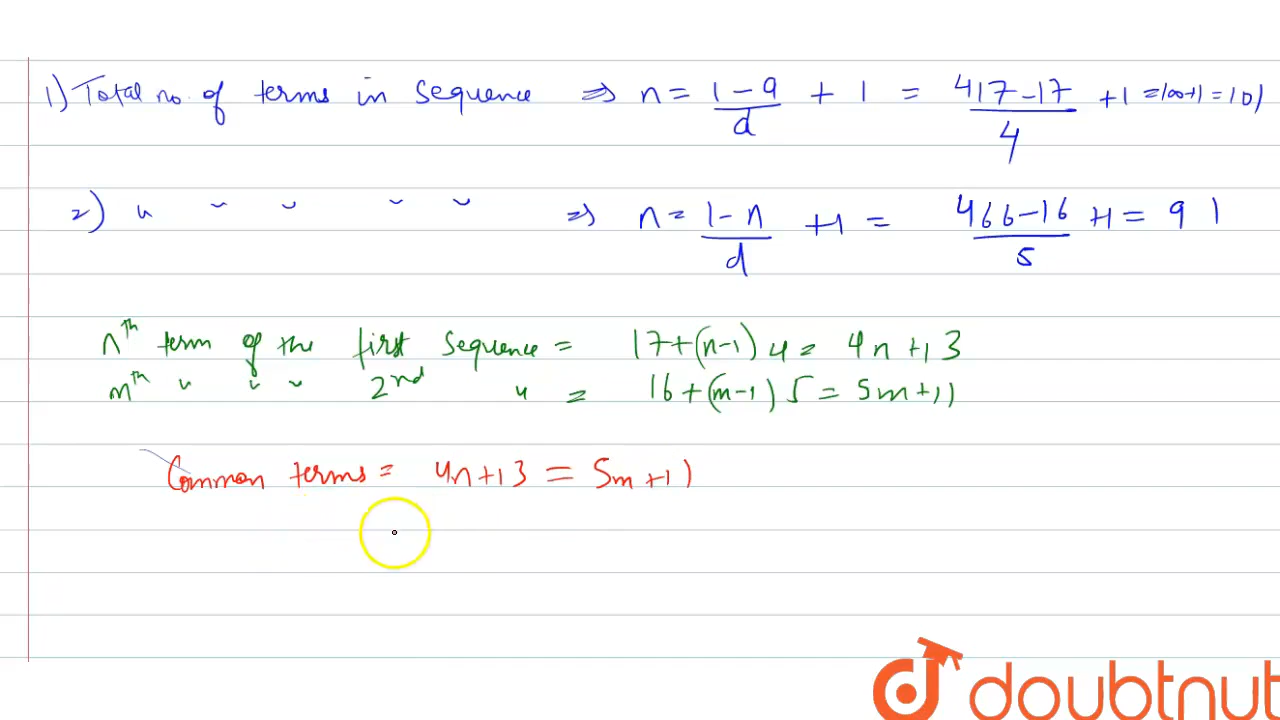 1) Total no. of terms in sequence ⇒ n = l - a / d + 1 = 417-17 / 4 + 1 = 100+1 = 101
2) " " " " " ⇒ n = l - n / d + 1 = 466-16 / 5 + 1 = 91
nth term of the first sequence = 17+(n-1) 4 = 4n+13
mth " " " 2nd " = 16+(m-1) 5 = 5m+11
Common terms = 4n+13 = 5m+11
doubtnut